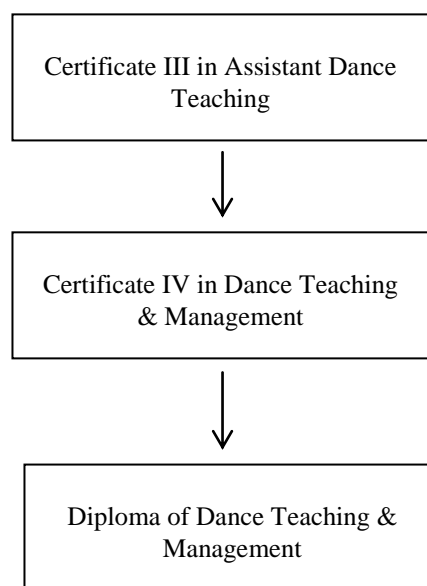 Certificate III in Assistant Dance
Teaching
Certificate IV in Dance Teaching
& Management
Diploma of Dance Teaching &
Management